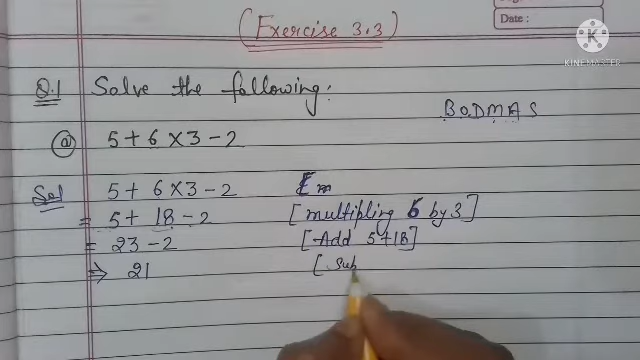 Date :
(Exercise 3.3)
KINEMASTER
Q.1 Solve the following:
BODMAS
(a) 5 + 6 × 3 - 2
Sol 5 + 6 × 3 - 2
= 5 + 18 - 2 [multipling 6 by 3]
= 23 - 2 [Add 5+18]
⇒ 21 [Sub